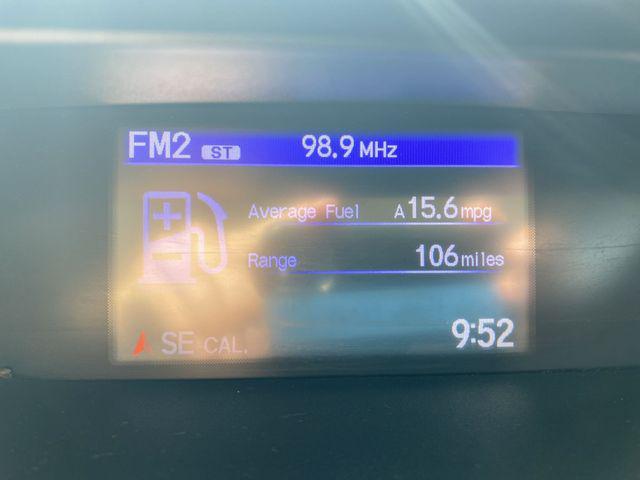 FM2 ST 98.9 MHz
Average Fuel A 15.6 mpg
Range 106 miles
SE CAL. 9:52